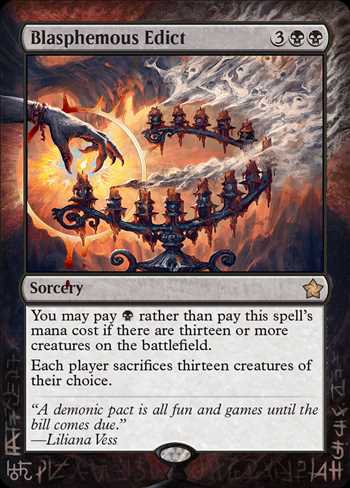 Blasphemous Edict 3
Sorcery
You may pay rather than pay this spell's
mana cost if there are thirteen or more
creatures on the battlefield.
Each player sacrifices thirteen creatures
of their choice.
“A demonic pact is all fun and games until the
bill comes due.”
—Liliana Vess